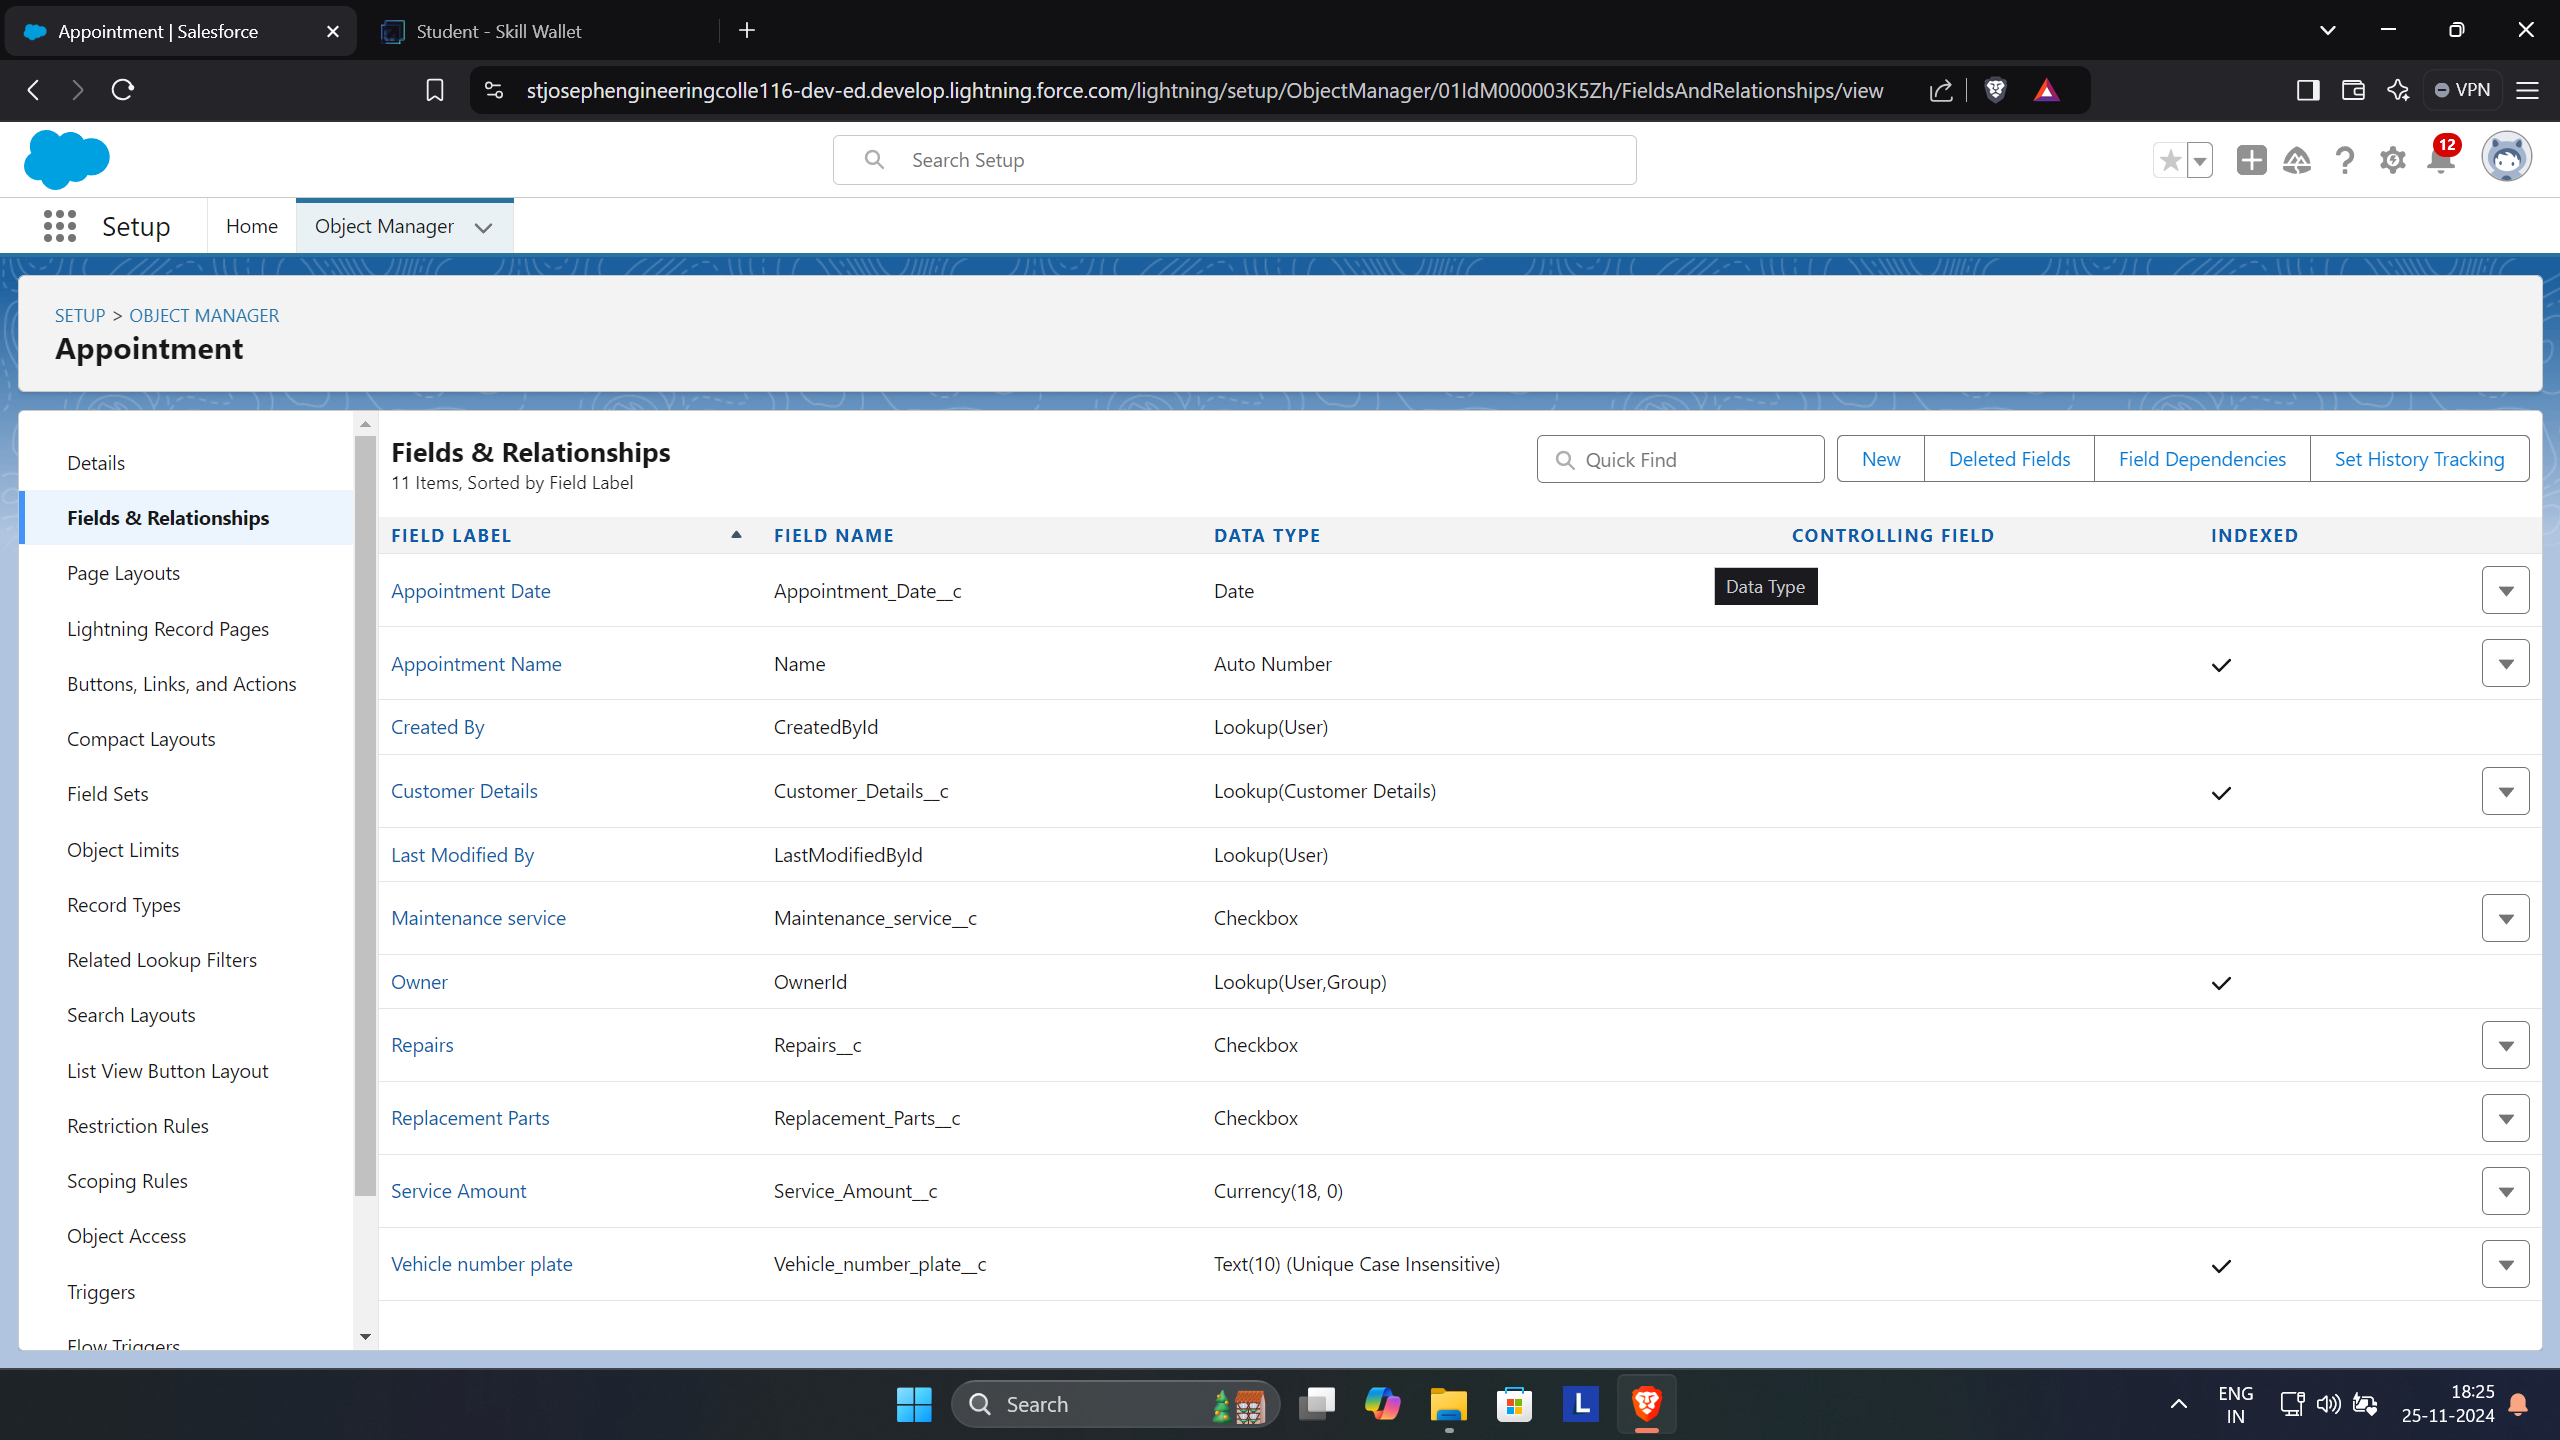 Appointment | Salesforce
Student - Skill Wallet
stjosephengineeringcolle116-dev-ed.develop.lightning.force.com/lightning/setup/ObjectManager/01IdM000003K5Zh/FieldsAndRelationships/view
VPN
Search Setup
12
Setup
Home
Object Manager
SETUP > OBJECT MANAGER
Appointment
Details
Fields & Relationships
Page Layouts
Lightning Record Pages
Buttons, Links, and Actions
Compact Layouts
Field Sets
Object Limits
Record Types
Related Lookup Filters
Search Layouts
List View Button Layout
Restriction Rules
Scoping Rules
Object Access
Triggers
Flow Triggers
Fields & Relationships
11 Items, Sorted by Field Label
Quick Find
New
Deleted Fields
Field Dependencies
Set History Tracking
FIELD LABEL FIELD NAME DATA TYPE CONTROLLING FIELD INDEXED
Appointment Date Appointment_Date__c Date
Data Type
Appointment Name Name Auto Number
Created By CreatedById Lookup(User)
Customer Details Customer_Details__c Lookup(Customer Details)
Last Modified By LastModifiedById Lookup(User)
Maintenance service Maintenance_service__c Checkbox
Owner OwnerId Lookup(User,Group)
Repairs Repairs__c Checkbox
Replacement Parts Replacement_Parts__c Checkbox
Service Amount Service_Amount__c Currency(18, 0)
Vehicle number plate Vehicle_number_plate__c Text(10) (Unique Case Insensitive)
Search
L
ENG
IN
18:25
25-11-2024